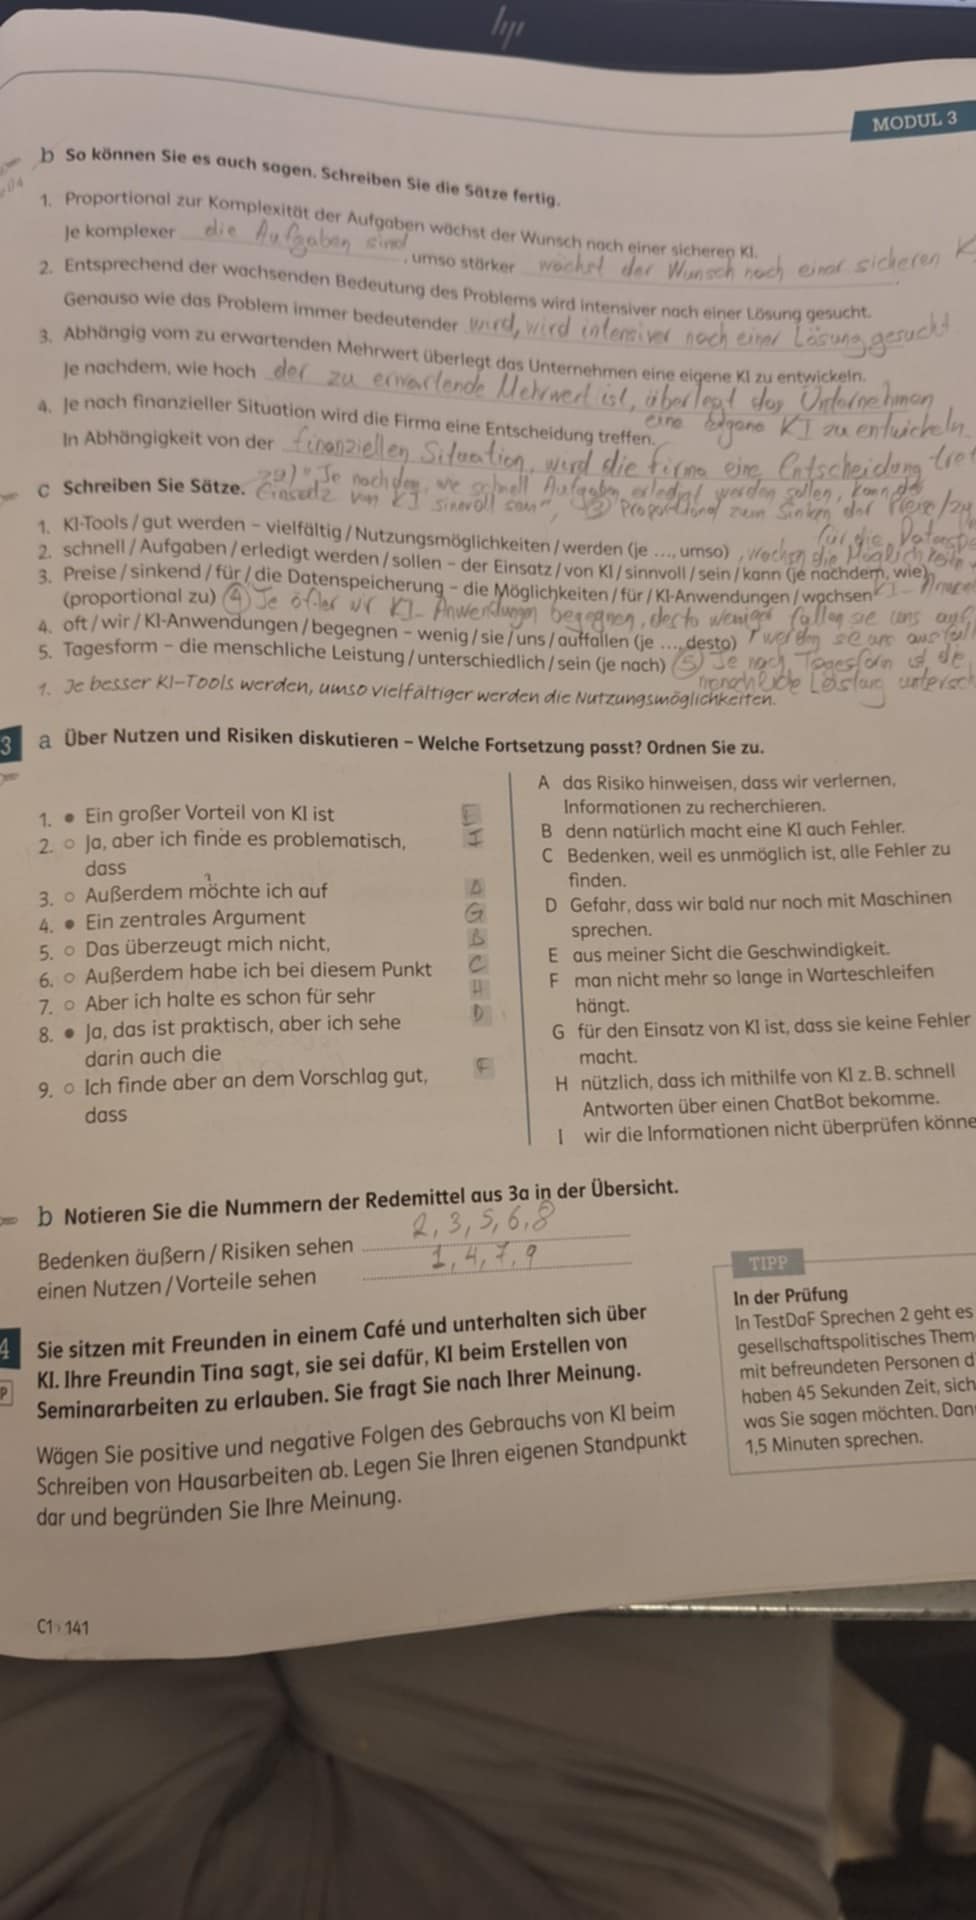 MODUL 3
b So können Sie es auch sagen. Schreiben Sie die Sätze fertig.
1. Proportional zur Komplexität der Aufgaben wächst der Wunsch nach einer sicheren KI.
Je komplexer die Aufgaben sind, umso stärker wächst der Wunsch nach einer sicheren K
2. Entsprechend der wachsenden Bedeutung des Problems wird intensiver nach einer Lösung gesucht.
Genauso wie das Problem immer bedeutender wird, wird intensiver nach einer Lösung gesucht
3. Abhängig vom zu erwartenden Mehrwert überlegt das Unternehmen eine eigene KI zu entwickeln.
Je nachdem, wie hoch der zu erwartende Mehrwert ist, überlegt das Unternehmen
eine eigene KI zu entwickeln.
4. Je nach finanzieller Situation wird die Firma eine Entscheidung treffen.
In Abhängigkeit von der finanziellen Situation, wird die Firma eine Entscheidung tref
c Schreiben Sie Sätze.
Je nachdem, wie schnell Aufgaben erledigt werden sollen, kann der
Einsatz von KI sinnvoll sein", ③ Proportional zum Sinken der Preise
für die Datenspe
1. KI-Tools / gut werden – vielfältig / Nutzungsmöglichkeiten / werden (je …, umso) , wachsen die Möglichkeiten
2. schnell / Aufgaben / erledigt werden / sollen – der Einsatz / von KI / sinnvoll / sein / kann (je nachdem, wie)
3. Preise / sinkend / für / die Datenspeicherung – die Möglichkeiten / für / KI-Anwendungen / wachsen
(proportional zu) ④ Je öfter wir KI-Anwendungen begegnen, desto weniger fallen sie uns auf
4. oft / wir / KI-Anwendungen / begegnen – wenig / sie / uns / auffallen (je …, desto) werden sie uns
5. Tagesform – die menschliche Leistung / unterschiedlich / sein (je nach) ⑤ Je nach Tagesform ist die
menschliche Leistung untersch
1. Je besser KI-Tools werden, umso vielfältiger werden die Nutzungsmöglichkeiten.
3 a Über Nutzen und Risiken diskutieren – Welche Fortsetzung passt? Ordnen Sie zu.
1. ● Ein großer Vorteil von KI ist E
2. ○ Ja, aber ich finde es problematisch, I
dass
3. ○ Außerdem möchte ich auf A
4. ● Ein zentrales Argument G
5. ○ Das überzeugt mich nicht, B
6. ○ Außerdem habe ich bei diesem Punkt C
7. ○ Aber ich halte es schon für sehr H
8. ● Ja, das ist praktisch, aber ich sehe D
darin auch die
9. ○ Ich finde aber an dem Vorschlag gut, F
dass
A das Risiko hinweisen, dass wir verlernen,
Informationen zu recherchieren.
B denn natürlich macht eine KI auch Fehler.
C Bedenken, weil es unmöglich ist, alle Fehler zu
finden.
D Gefahr, dass wir bald nur noch mit Maschinen
sprechen.
E aus meiner Sicht die Geschwindigkeit.
F man nicht mehr so lange in Warteschleifen
hängt.
G für den Einsatz von KI ist, dass sie keine Fehler
macht.
H nützlich, dass ich mithilfe von KI z. B. schnell
Antworten über einen ChatBot bekomme.
I wir die Informationen nicht überprüfen könne
b Notieren Sie die Nummern der Redemittel aus 3a in der Übersicht.
Bedenken äußern / Risiken sehen 2, 3, 5, 6, 8
einen Nutzen / Vorteile sehen 1, 4, 7, 9
4 Sie sitzen mit Freunden in einem Café und unterhalten sich über
P KI. Ihre Freundin Tina sagt, sie sei dafür, KI beim Erstellen von
Seminararbeiten zu erlauben. Sie fragt Sie nach Ihrer Meinung.
Wägen Sie positive und negative Folgen des Gebrauchs von KI beim
Schreiben von Hausarbeiten ab. Legen Sie Ihren eigenen Standpunkt
dar und begründen Sie Ihre Meinung.
TIPP
In der Prüfung
In TestDaF Sprechen 2 geht es
gesellschaftspolitisches Them
mit befreundeten Personen d
haben 45 Sekunden Zeit, sich
was Sie sagen möchten. Dan
1,5 Minuten sprechen.
C1 › 141